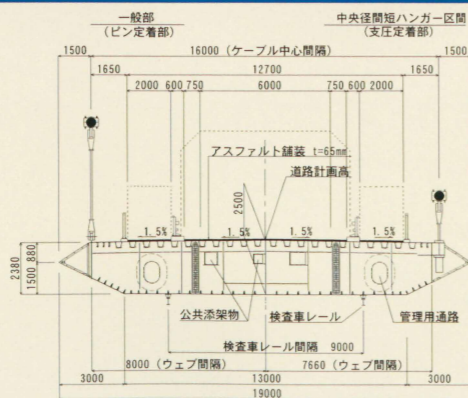 一般部
(ピン定着部)
中央径間短ハンガー区間
(支圧定着部)
1500 16000 (ケーブル中心間隔) 1500
1650 12700 1650
2000 600 750 6000 750 600 2000
アスファルト舗装 t=65mm
道路計画高
2500
1.5% 1.5% 1.5% 1.5%
2380
1500 880
公共添架物
検査車レール
管理用通路
検査車レール間隔 9000
8000 (ウェブ間隔) 7660 (ウェブ間隔)
3000 13000 3000
19000